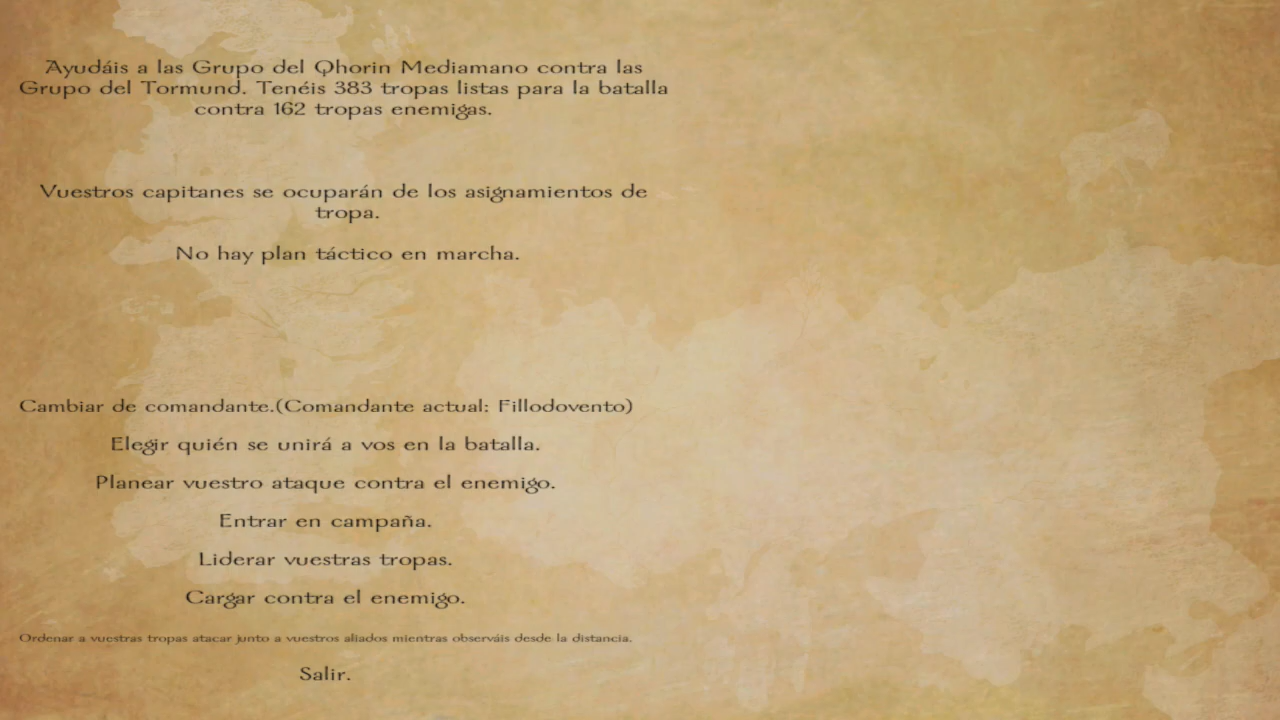 Ayudáis a las Grupo del Qhorin Mediamano contra las
Grupo del Tormund. Tenéis 383 tropas listas para la batalla
contra 162 tropas enemigas.
Vuestros capitanes se ocuparán de los asignamientos de
tropa.
No hay plan táctico en marcha.
Cambiar de comandante.(Comandante actual: Fillodovento)
Elegir quién se unirá a vos en la batalla.
Planear vuestro ataque contra el enemigo.
Entrar en campaña.
Liderar vuestras tropas.
Cargar contra el enemigo.
Ordenar a vuestras tropas atacar junto a vuestros aliados mientras observáis desde la distancia.
Salir.